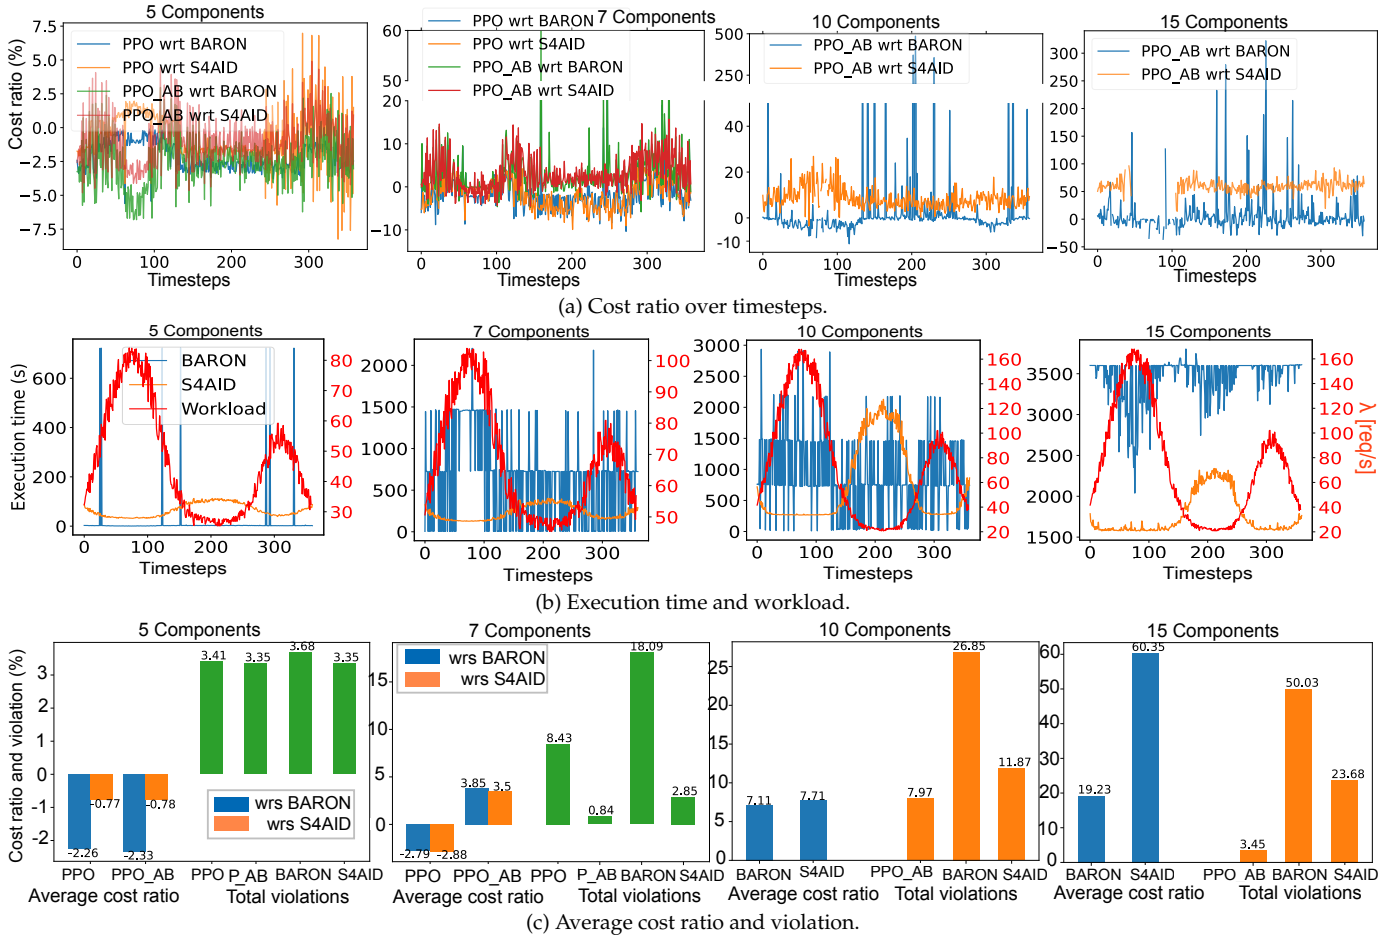 5 Components
7 Components
10 Components
15 Components
Cost ratio (%)
7.5
5.0
2.5
0.0
−2.5
−5.0
−7.5
PPO wrt BARON
PPO wrt S4AID
PPO_AB wrt BARON
PPO_AB wrt S4AID
0 100 200 300
Timesteps
60
50
20
10
0
−10
PPO wrt BARON
PPO wrt S4AID
PPO_AB wrt BARON
PPO_AB wrt S4AID
0 100 200 300
Timesteps
500
250
40
20
0
-10
PPO_AB wrt BARON
PPO_AB wrt S4AID
0 100 200 300
Timesteps
300
250
200
150
100
50
0
−50
PPO_AB wrt BARON
PPO_AB wrt S4AID
0 100 200 300
Timesteps
(a) Cost ratio over timesteps.
5 Components
7 Components
10 Components
15 Components
Execution time (s)
600
400
200
0
BARON
S4AID
Workload
80
70
60
50
40
30
0 100 200 300
Timesteps
2000
1500
1000
500
0
100
90
80
70
60
50
0 100 200 300
Timesteps
3000
2500
2000
1500
1000
500
0
160
140
120
100
80
60
40
20
0 100 200 300
Timesteps
3500
3000
2500
2000
1500
160
140
120
100
80
60
40
20
λ [req/s]
0 100 200 300
Timesteps
(b) Execution time and workload.
5 Components
7 Components
10 Components
15 Components
Cost ratio and violation (%)
3
2
1
0
−1
−2
−2.26
−0.77
−2.33
−0.78
3.41
3.35
3.68
3.35
wrs BARON
wrs S4AID
PPO PPO_AB PPO P_AB BARON S4AID
Average cost ratio Total violations
15
10
5
0
wrs BARON
wrs S4AID
−2.79
−2.88
3.85
3.5
8.43
0.84
18.09
2.85
PPO PPO_AB PPO P_AB BARON S4AID
Average cost ratio Total violations
25
20
15
10
5
0
7.11
7.71
7.97
26.85
11.87
BARON S4AID PPO_AB BARON S4AID
Average cost ratio Total violations
60
50
40
30
20
10
0
19.23
60.35
3.45
50.03
23.68
BARON S4AID PPO AB BARON S4AID
Average cost ratio Total violations
(c) Average cost ratio and violation.